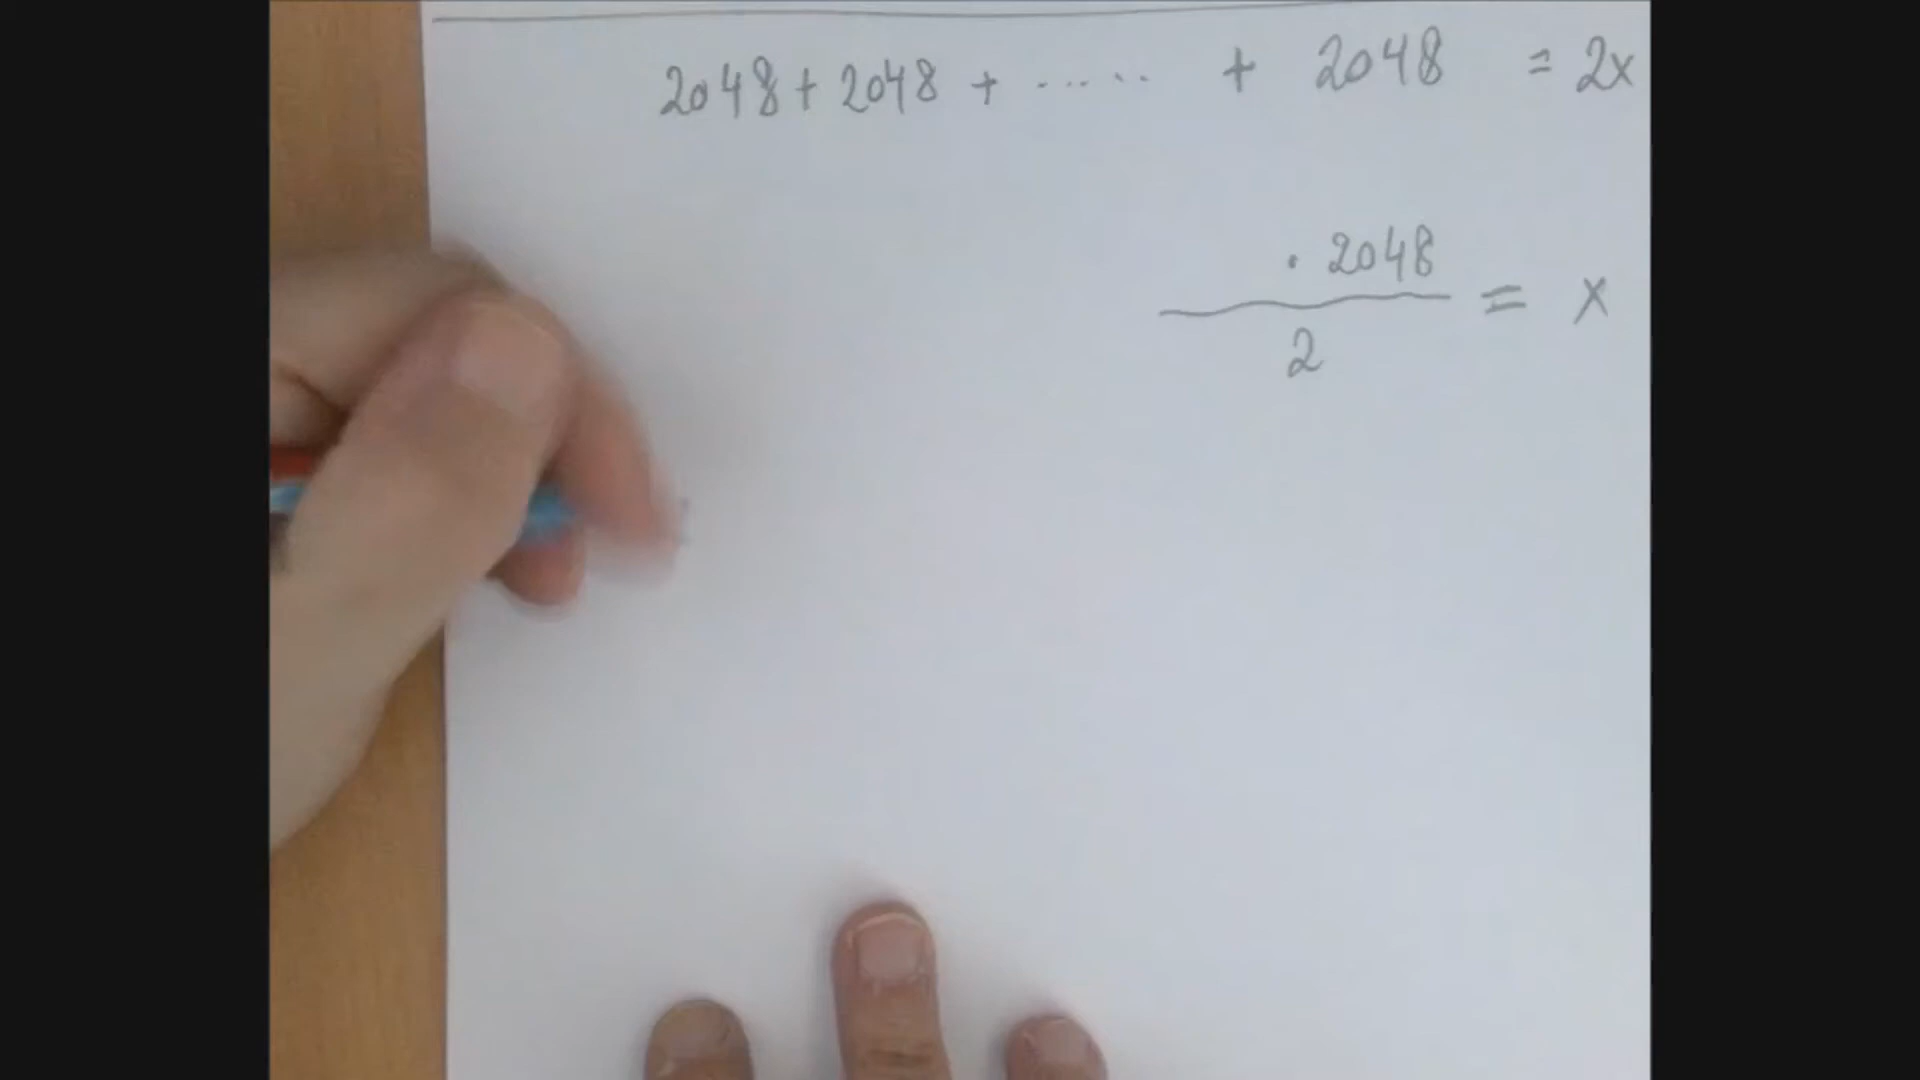 2048 + 2048 + ..... + 2048 = 2x
· 2048
2
= x